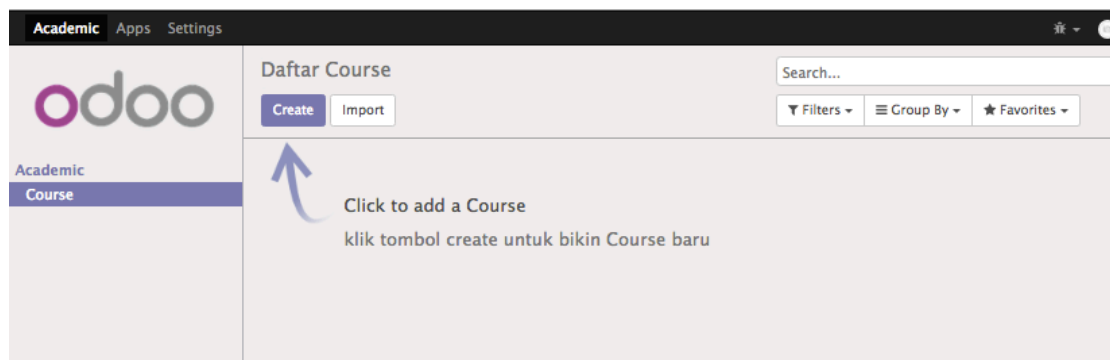 Academic Apps Settings
odoo
Daftar Course
Search...
Create Import
Filters Group By Favorites
Academic
Course
Click to add a Course
klik tombol create untuk bikin Course baru